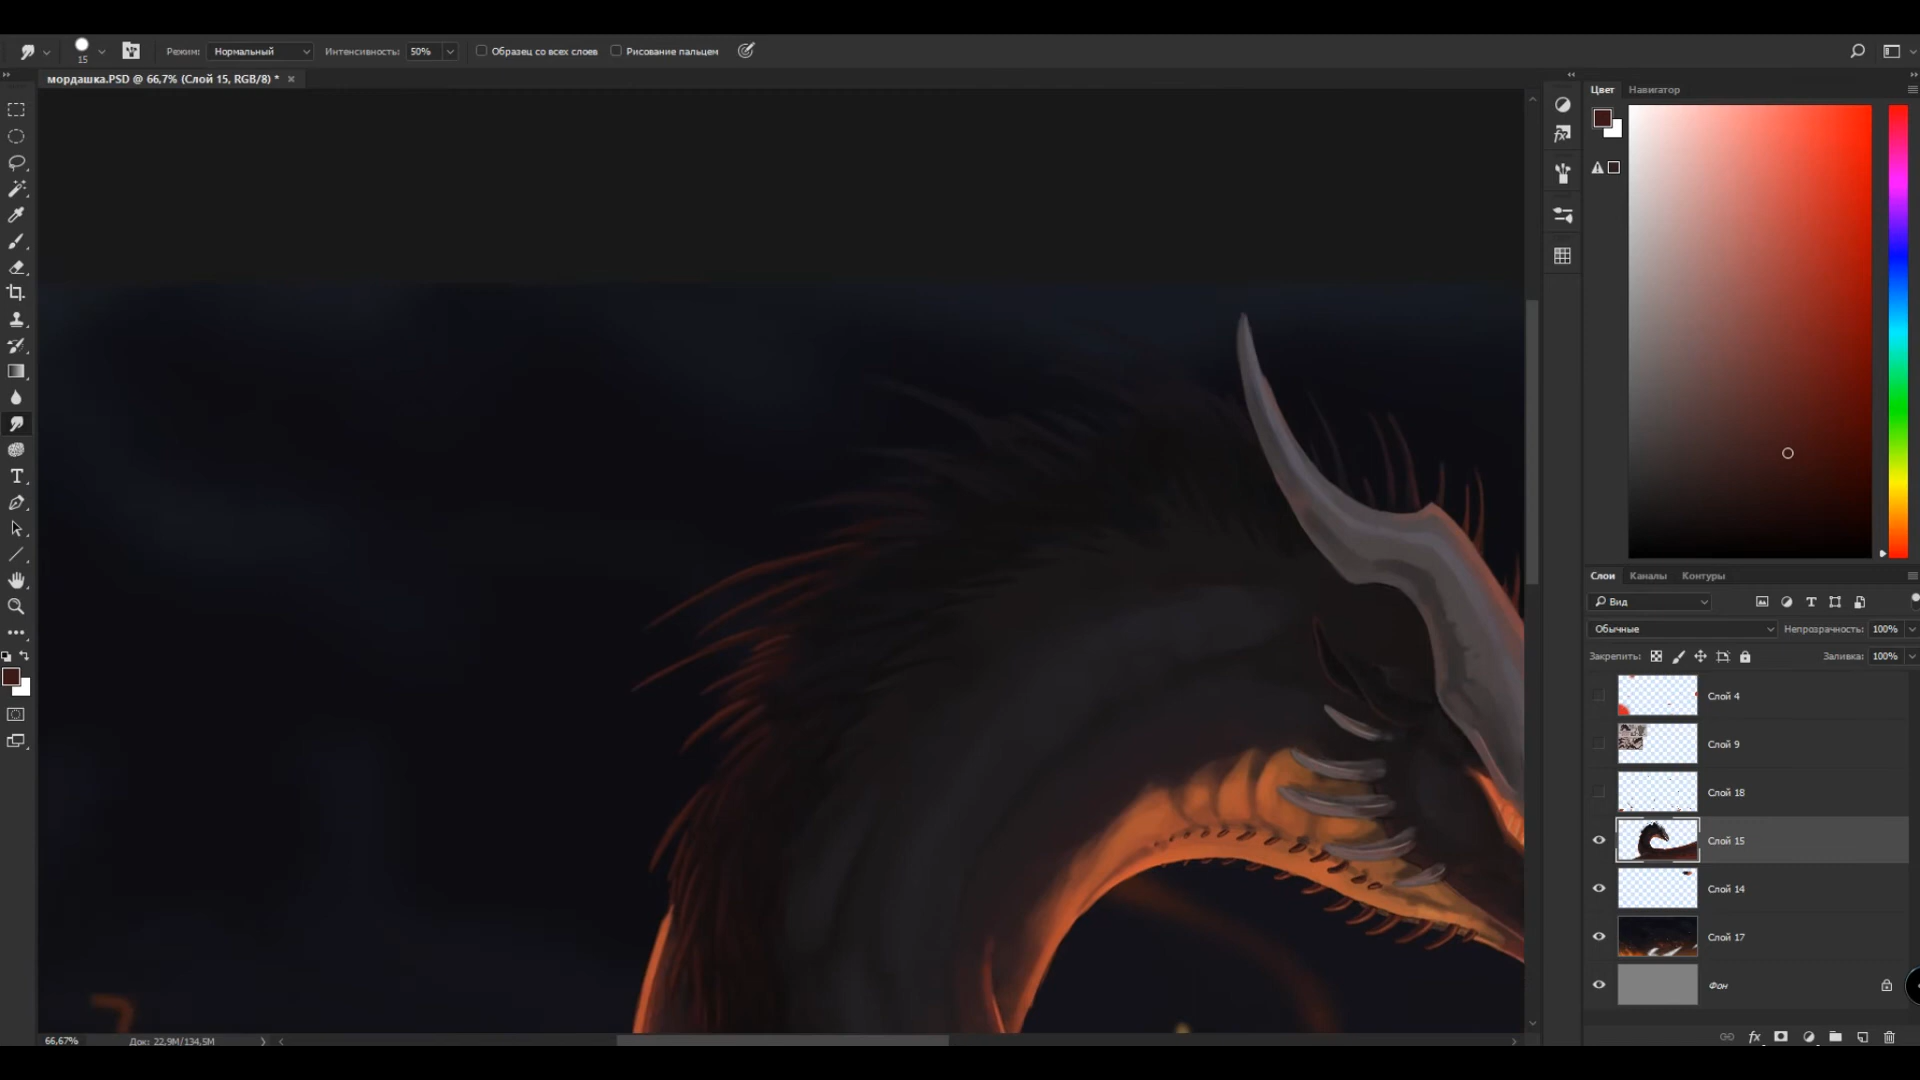 Режим: Нормальный Интенсивность: 50% Образец со всех слоев Рисование пальцем
15
мордашка.PSD @ 66,7% (Слой 15, RGB/8) * ×
Цвет Навигатор
Слои Каналы Контуры
Вид
Обычные Непрозрачность: 100%
Закрепить: Заливка: 100%
Слой 4
Слой 9
Слой 18
Слой 15
Слой 14
Слой 17
Фон
66,67% Док: 22,9M/134,5M